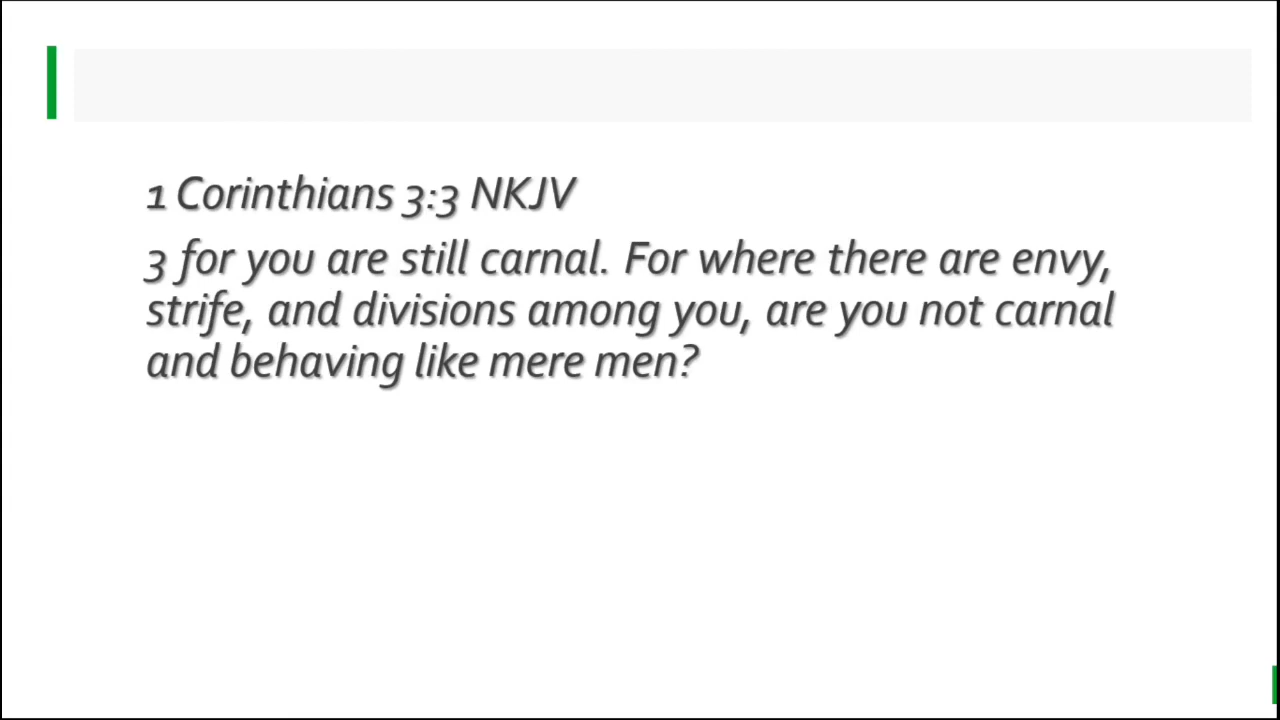 1 Corinthians 3:3 NKJV
3 for you are still carnal. For where there are envy,
strife, and divisions among you, are you not carnal
and behaving like mere men?